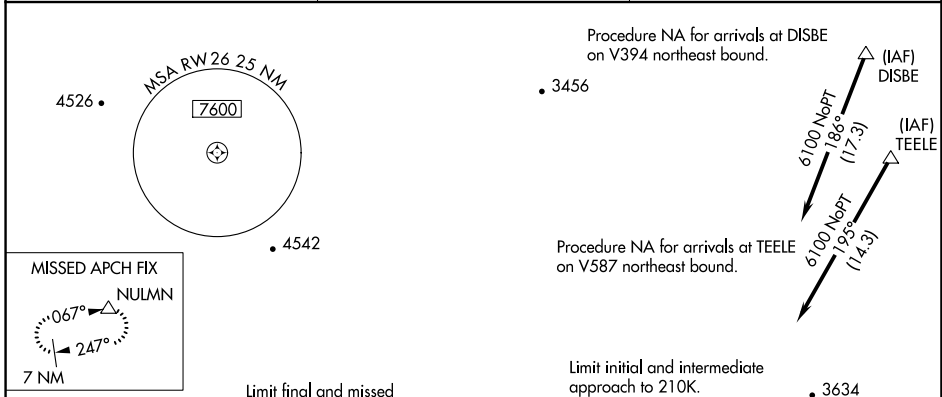 Procedure NA for arrivals at DISBE
on V394 northeast bound.
(IAF)
DISBE
MSA RW26 25 NM
4526
7600
3456
6100 NoPT
186°
(17.3)
(IAF)
TEELE
4542
Procedure NA for arrivals at TEELE
on V587 northeast bound.
6100 NoPT
195°
(14.3)
MISSED APCH FIX
NULMN
067°
247°
7 NM
Limit final and missed
Limit initial and intermediate
approach to 210K.
3634